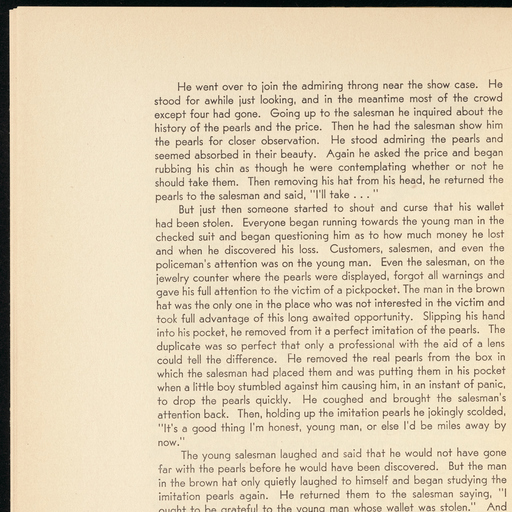 He went over to join the admiring throng near the show case. He
stood for awhile just looking, and in the meantime most of the crowd
except four had gone. Going up to the salesman he inquired about the
history of the pearls and the price. Then he had the salesman show him
the pearls for closer observation. He stood admiring the pearls and
seemed absorbed in their beauty. Again he asked the price and began
rubbing his chin as though he were contemplating whether or not he
should take them. Then removing his hat from his head, he returned the
pearls to the salesman and said, "I'll take . . . "
But just then someone started to shout and curse that his wallet
had been stolen. Everyone began running towards the young man in the
checked suit and began questioning him as to how much money he lost
and when he discovered his loss. Customers, salesmen, and even the
policeman's attention was on the young man. Even the salesman, on the
jewelry counter where the pearls were displayed, forgot all warnings and
gave his full attention to the victim of a pickpocket. The man in the brown
hat was the only one in the place who was not interested in the victim and
took full advantage of this long awaited opportunity. Slipping his hand
into his pocket, he removed from it a perfect imitation of the pearls. The
duplicate was so perfect that only a professional with the aid of a lens
could tell the difference. He removed the real pearls from the box in
which the salesman had placed them and was putting them in his pocket
when a little boy stumbled against him causing him, in an instant of panic,
to drop the pearls quickly. He coughed and brought the salesman's
attention back. Then, holding up the imitation pearls he jokingly scolded,
"It's a good thing I'm honest, young man, or else I'd be miles away by
now."
The young salesman laughed and said that he would not have gone
far with the pearls before he would have been discovered. But the man
in the brown hat only quietly laughed to himself and began studying the
imitation pearls again. He returned them to the salesman saying, "I
ought to be grateful to the young man whose wallet was stolen." And